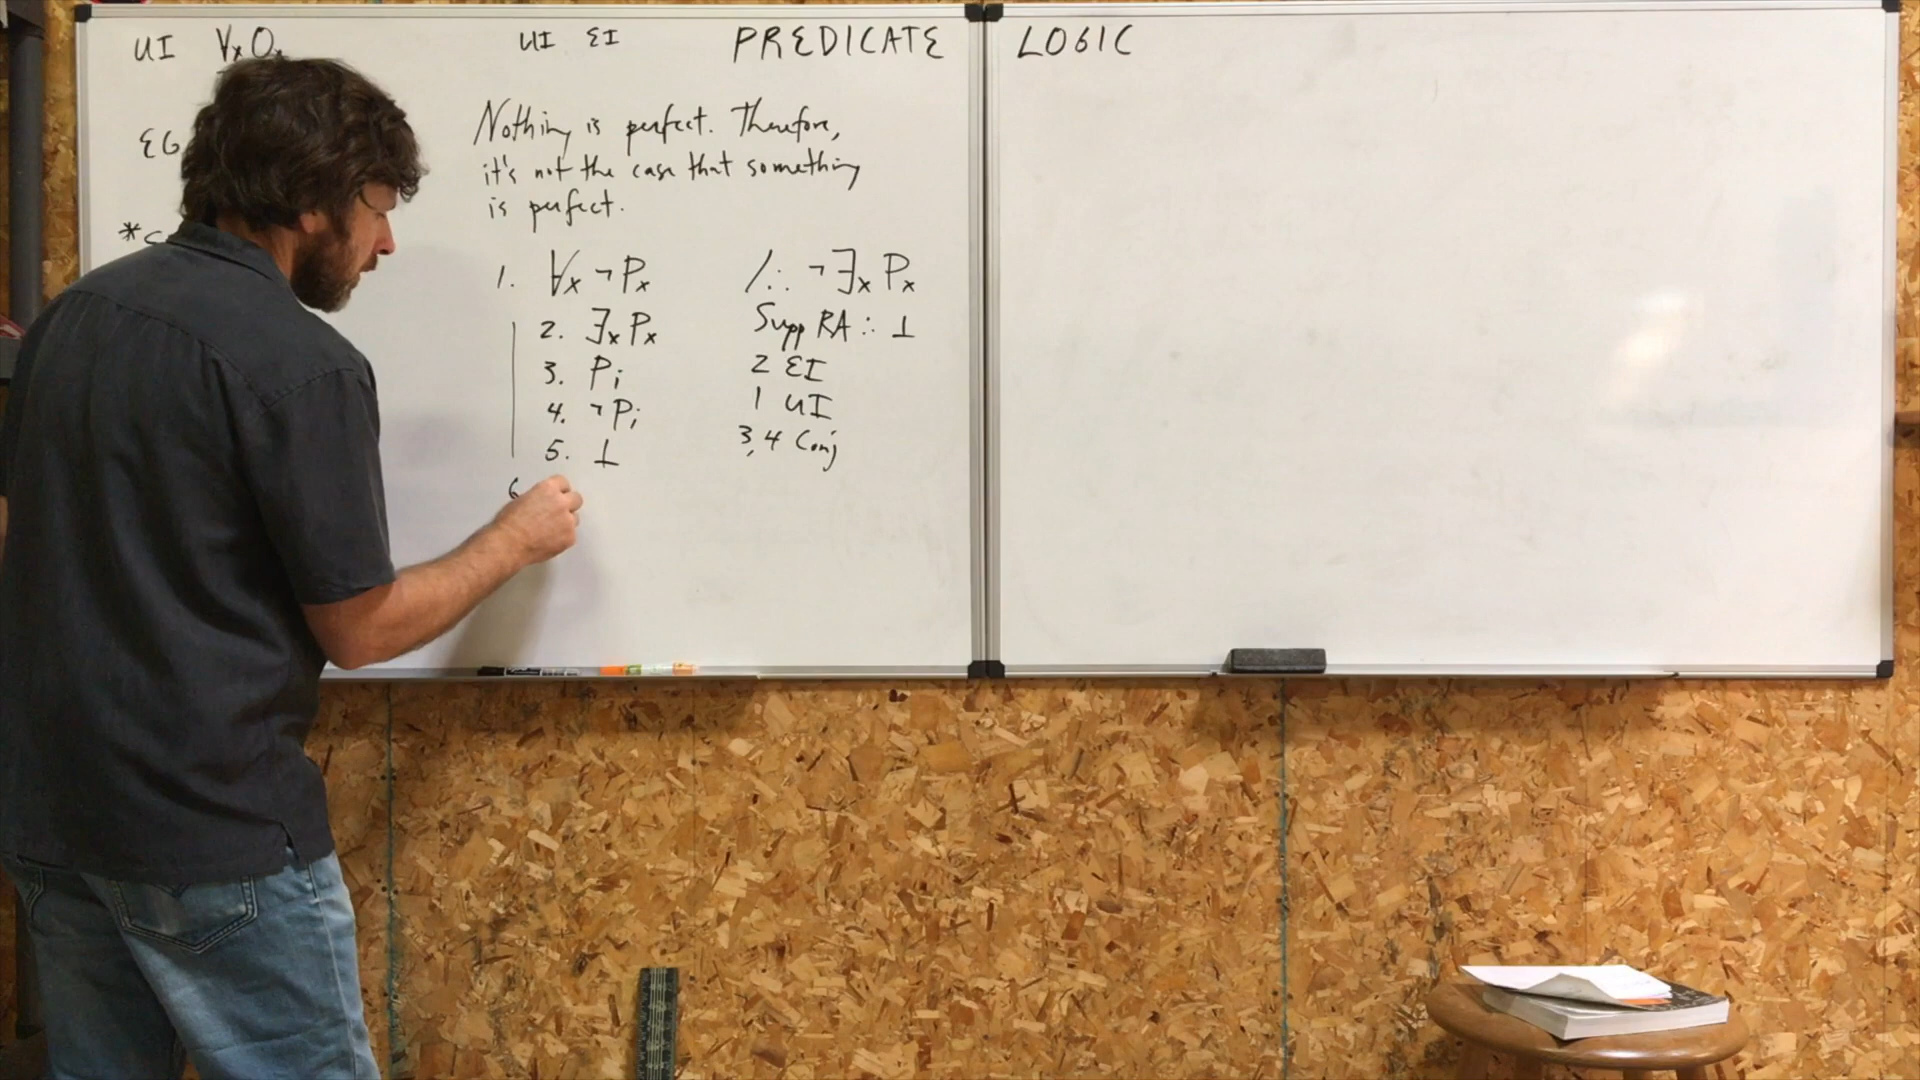 UI ∀x O
UI EI
PREDICATE LOGIC
EG
Nothing is perfect. Therefore,
it's not the case that something
is perfect.
*C
1. ∀x ¬Px /∴ ¬∃x Px
2. ∃x Px Supp RA ∴ ⊥
3. Pi 2 EI
4. ¬Pi 1 UI
5. ⊥ 3,4 Conj
6